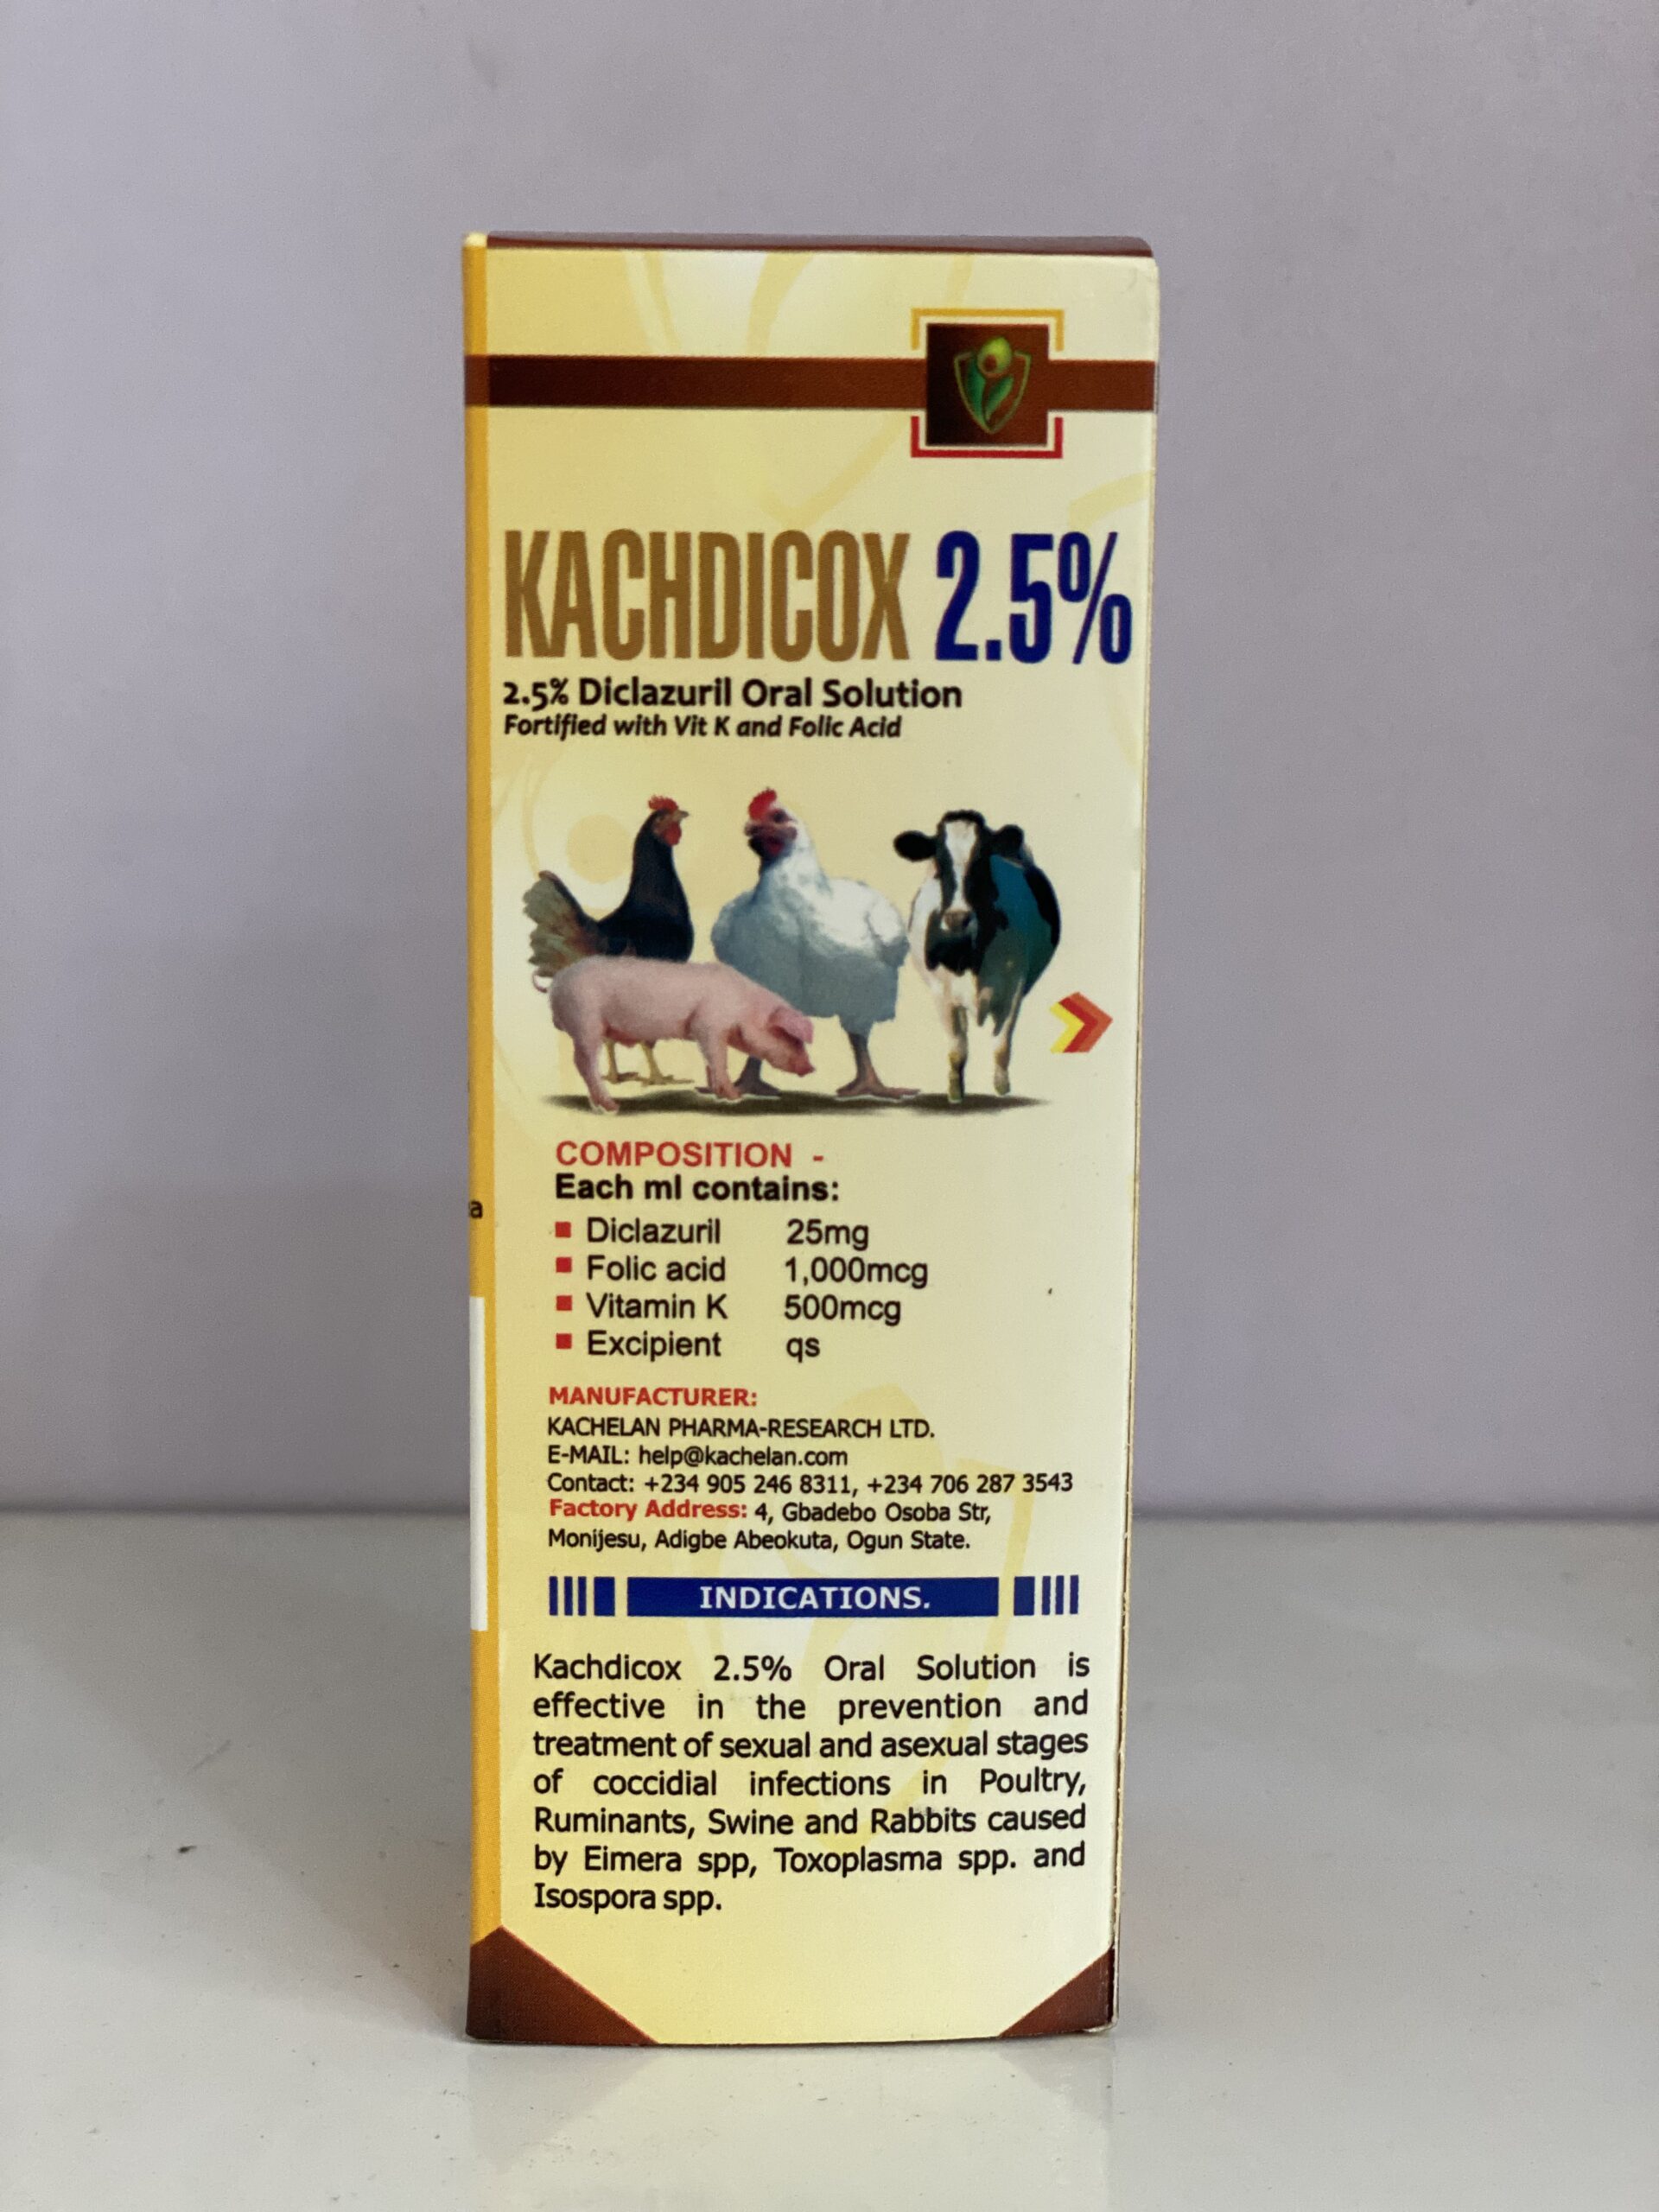 KACHDICOX 2.5%
2.5% Diclazuril Oral Solution
Fortified with Vit K and Folic Acid
COMPOSITION -
Each ml contains:
Diclazuril 25mg
Folic acid 1,000mcg
Vitamin K 500mcg
Excipient qs
a
MANUFACTURER:
KACHELAN PHARMA-RESEARCH LTD.
E-MAIL: help@kachelan.com
Contact: +234 905 246 8311, +234 706 287 3543
Factory Address: 4, Gbadebo Osoba Str,
Monijesu, Adigbe Abeokuta, Ogun State.
INDICATIONS.
Kachdicox 2.5% Oral Solution is
effective in the prevention and
treatment of sexual and asexual stages
of coccidial infections in Poultry,
Ruminants, Swine and Rabbits caused
by Eimera spp, Toxoplasma spp. and
Isospora spp.